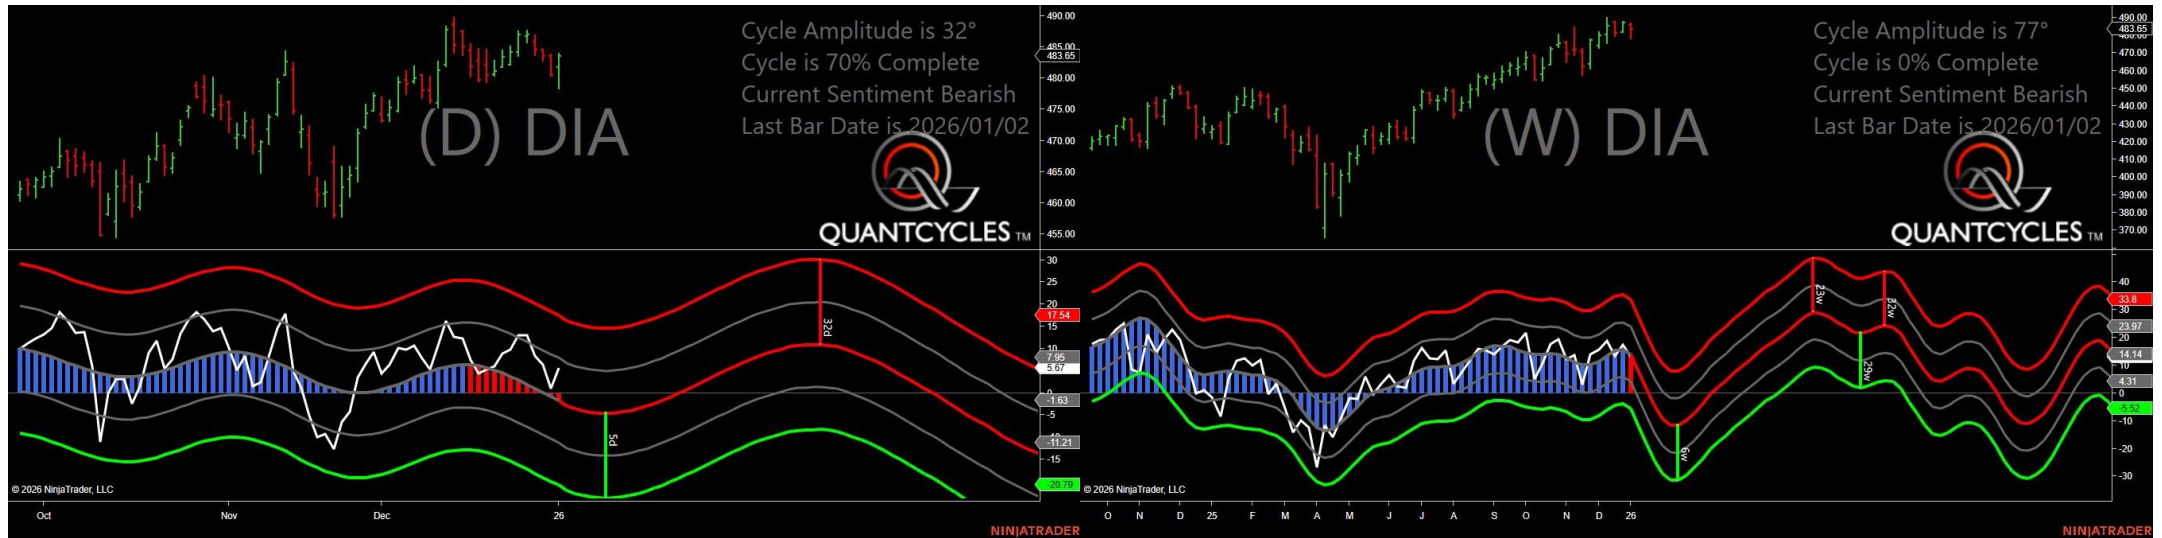 Cycle Amplitude is 32°
Cycle is 70% Complete
Current Sentiment Bearish
Last Bar Date is 2026/01/02
(D) DIA
QUANTCYCLES TM
490.00
485.00
483.65
480.00
475.00
470.00
465.00
460.00
455.00
30
25
20
17.54
15
10
7.95
5.67
0
-1.63
-5
-11.21
-15
-20.79
32d
5d
© 2026 NinjaTrader, LLC
Oct Nov Dec 26
NINJATRADER
Cycle Amplitude is 77°
Cycle is 0% Complete
Current Sentiment Bearish
Last Bar Date is 2026/01/02
(W) DIA
QUANTCYCLES TM
490.00
483.65
470.00
460.00
450.00
440.00
430.00
420.00
410.00
400.00
390.00
380.00
370.00
40
33.8
30
23.97
20
14.14
4.31
0
-5.52
-10
-20
-30
23w
32w
29w
6w
© 2026 NinjaTrader, LLC
O N D 25 F M A M J J A S O N D 26
NINJATRADER